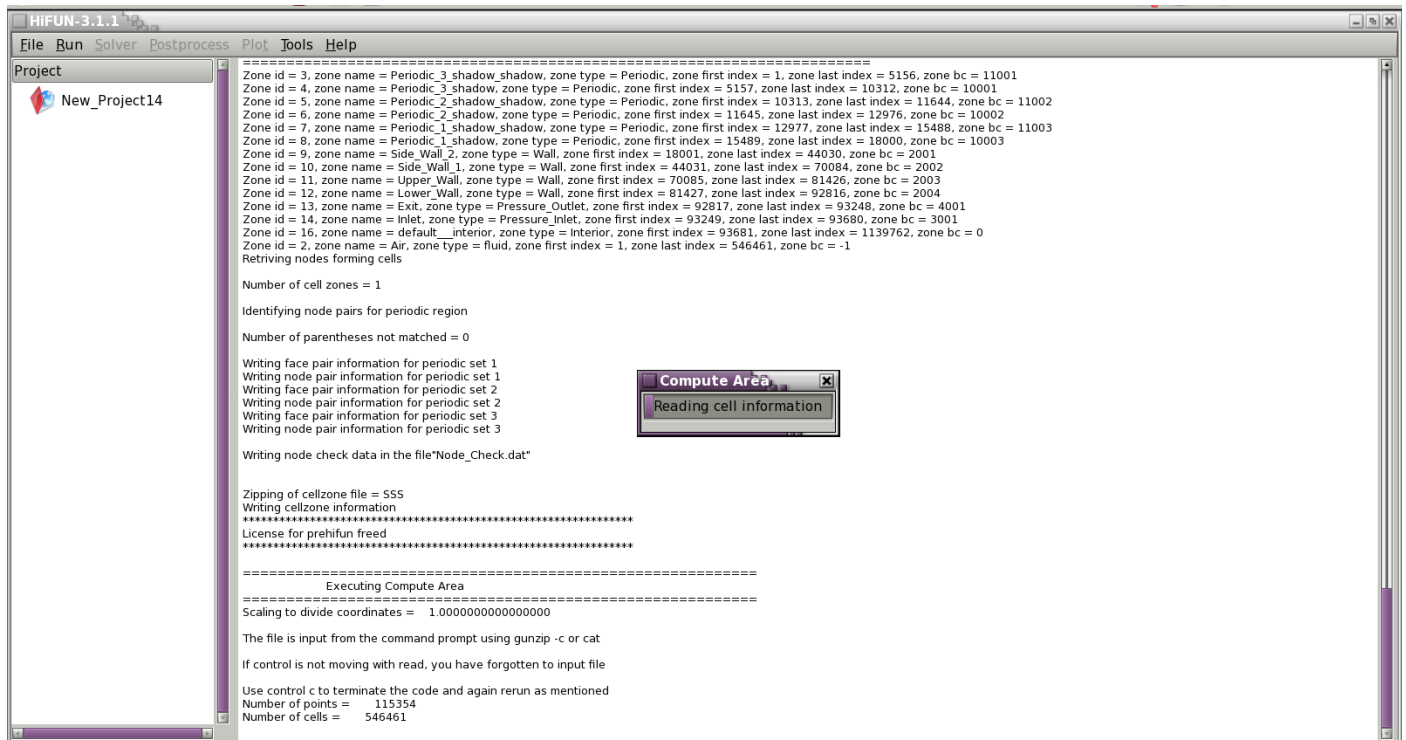 HiFUN-3.1.1
File Run Solver Postprocess Plot Tools Help
Project
New_Project14
=========================================================================
Zone id = 3, zone name = Periodic_3_shadow_shadow, zone type = Periodic, zone first index = 1, zone last index = 5156, zone bc = 11001
Zone id = 4, zone name = Periodic_3_shadow, zone type = Periodic, zone first index = 5157, zone last index = 10312, zone bc = 10001
Zone id = 5, zone name = Periodic_2_shadow_shadow, zone type = Periodic, zone first index = 10313, zone last index = 11644, zone bc = 11002
Zone id = 6, zone name = Periodic_2_shadow, zone type = Periodic, zone first index = 11645, zone last index = 12976, zone bc = 10002
Zone id = 7, zone name = Periodic_1_shadow_shadow, zone type = Periodic, zone first index = 12977, zone last index = 15488, zone bc = 11003
Zone id = 8, zone name = Periodic_1_shadow, zone type = Periodic, zone first index = 15489, zone last index = 18000, zone bc = 10003
Zone id = 9, zone name = Side_Wall_2, zone type = Wall, zone first index = 18001, zone last index = 44030, zone bc = 2001
Zone id = 10, zone name = Side_Wall_1, zone type = Wall, zone first index = 44031, zone last index = 70084, zone bc = 2002
Zone id = 11, zone name = Upper_Wall, zone type = Wall, zone first index = 70085, zone last index = 81426, zone bc = 2003
Zone id = 12, zone name = Lower_Wall, zone type = Wall, zone first index = 81427, zone last index = 92816, zone bc = 2004
Zone id = 13, zone name = Exit, zone type = Pressure_Outlet, zone first index = 92817, zone last index = 93248, zone bc = 4001
Zone id = 14, zone name = Inlet, zone type = Pressure_Inlet, zone first index = 93249, zone last index = 93680, zone bc = 3001
Zone id = 16, zone name = default__interior, zone type = Interior, zone first index = 93681, zone last index = 1139762, zone bc = 0
Zone id = 2, zone name = Air, zone type = fluid, zone first index = 1, zone last index = 546461, zone bc = -1
Retriving nodes forming cells
Number of cell zones = 1
Identifying node pairs for periodic region
Number of parentheses not matched = 0
Writing face pair information for periodic set 1
Writing node pair information for periodic set 1
Writing face pair information for periodic set 2
Writing node pair information for periodic set 2
Writing face pair information for periodic set 3
Writing node pair information for periodic set 3
Compute Area
Reading cell information
Writing node check data in the file"Node_Check.dat"
Zipping of cellzone file = SSS
Writing cellzone information
*****************************************************************
License for prehifun freed
*****************************************************************
============================================================
Executing Compute Area
============================================================
Scaling to divide coordinates = 1.0000000000000000
The file is input from the command prompt using gunzip -c or cat
If control is not moving with read, you have forgotten to input file
Use control c to terminate the code and again rerun as mentioned
Number of points = 115354
Number of cells = 546461